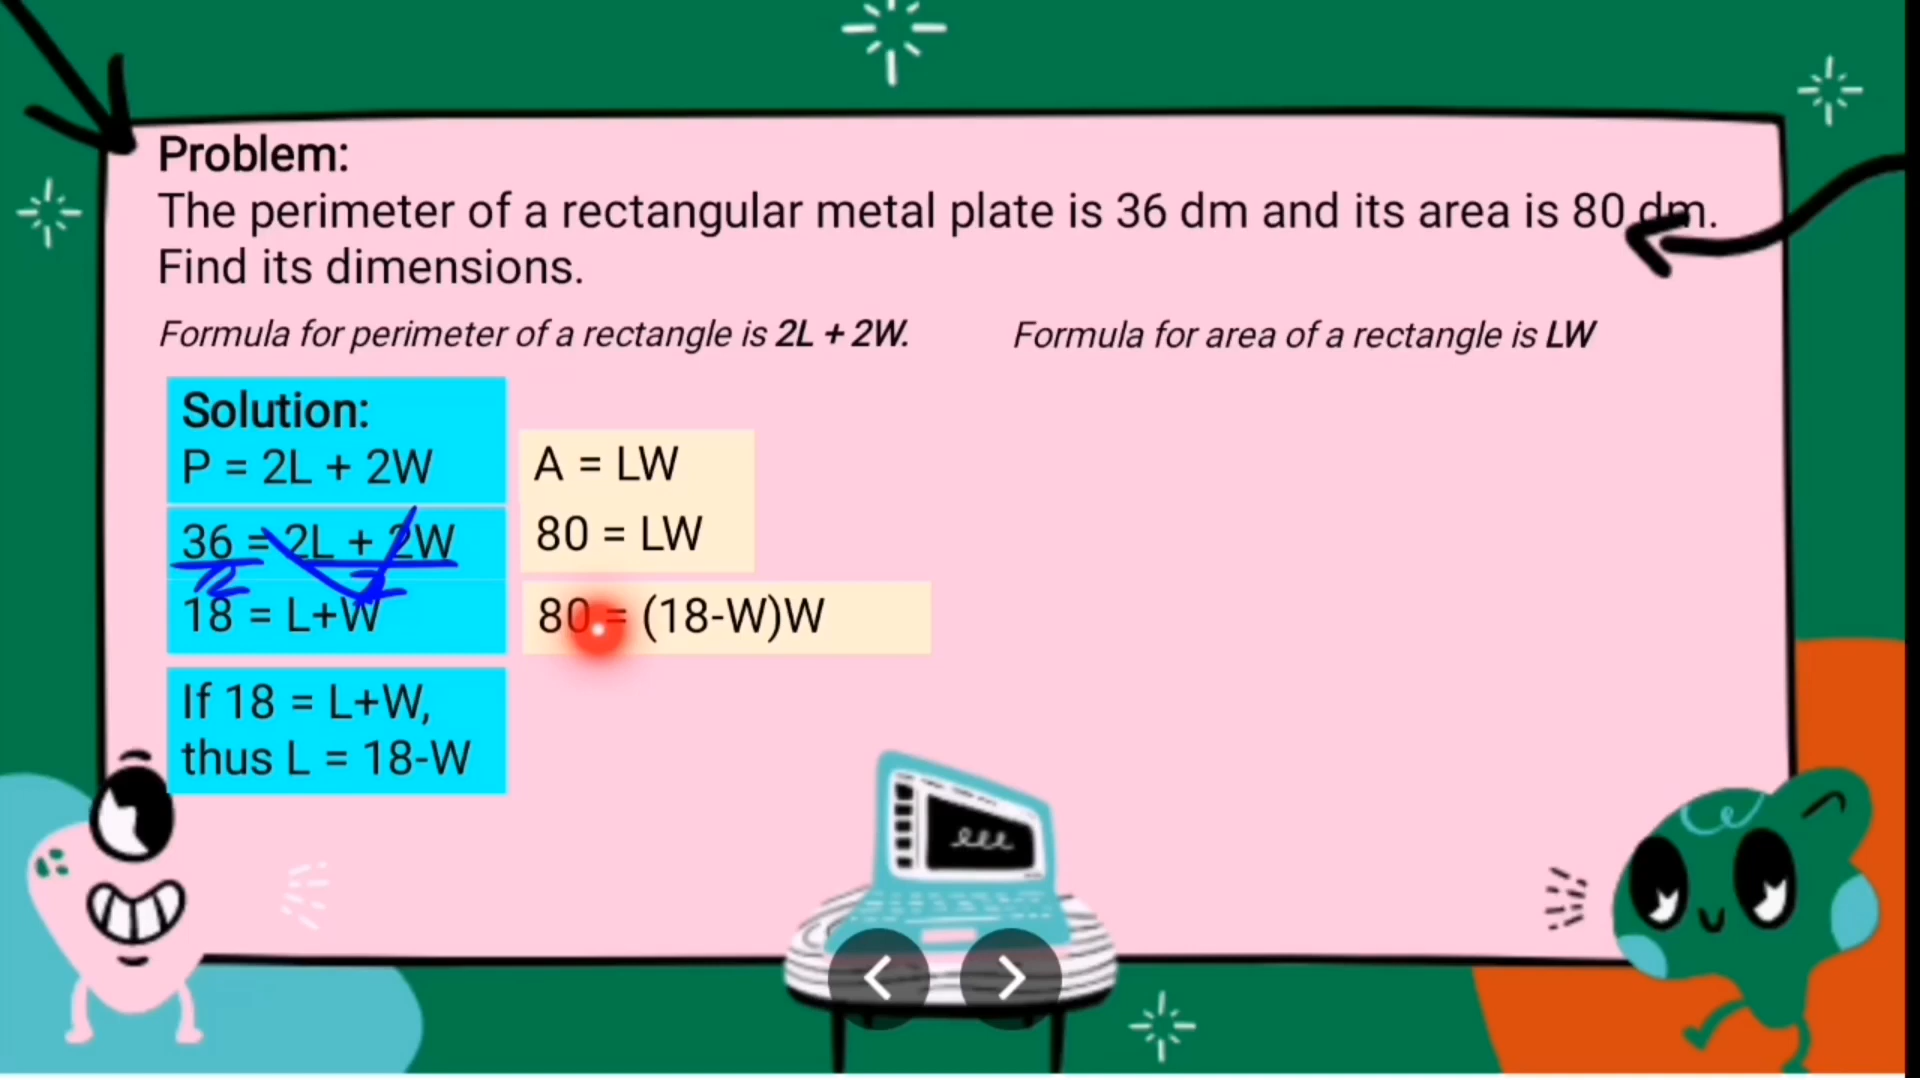 Problem:
The perimeter of a rectangular metal plate is 36 dm and its area is 80 dm.
Find its dimensions.
Formula for perimeter of a rectangle is 2L + 2W.
Formula for area of a rectangle is LW
Solution:
P = 2L + 2W
36 = 2L + 2W
2 2
18 = L+W
If 18 = L+W,
thus L = 18-W
A = LW
80 = LW
80 = (18-W)W